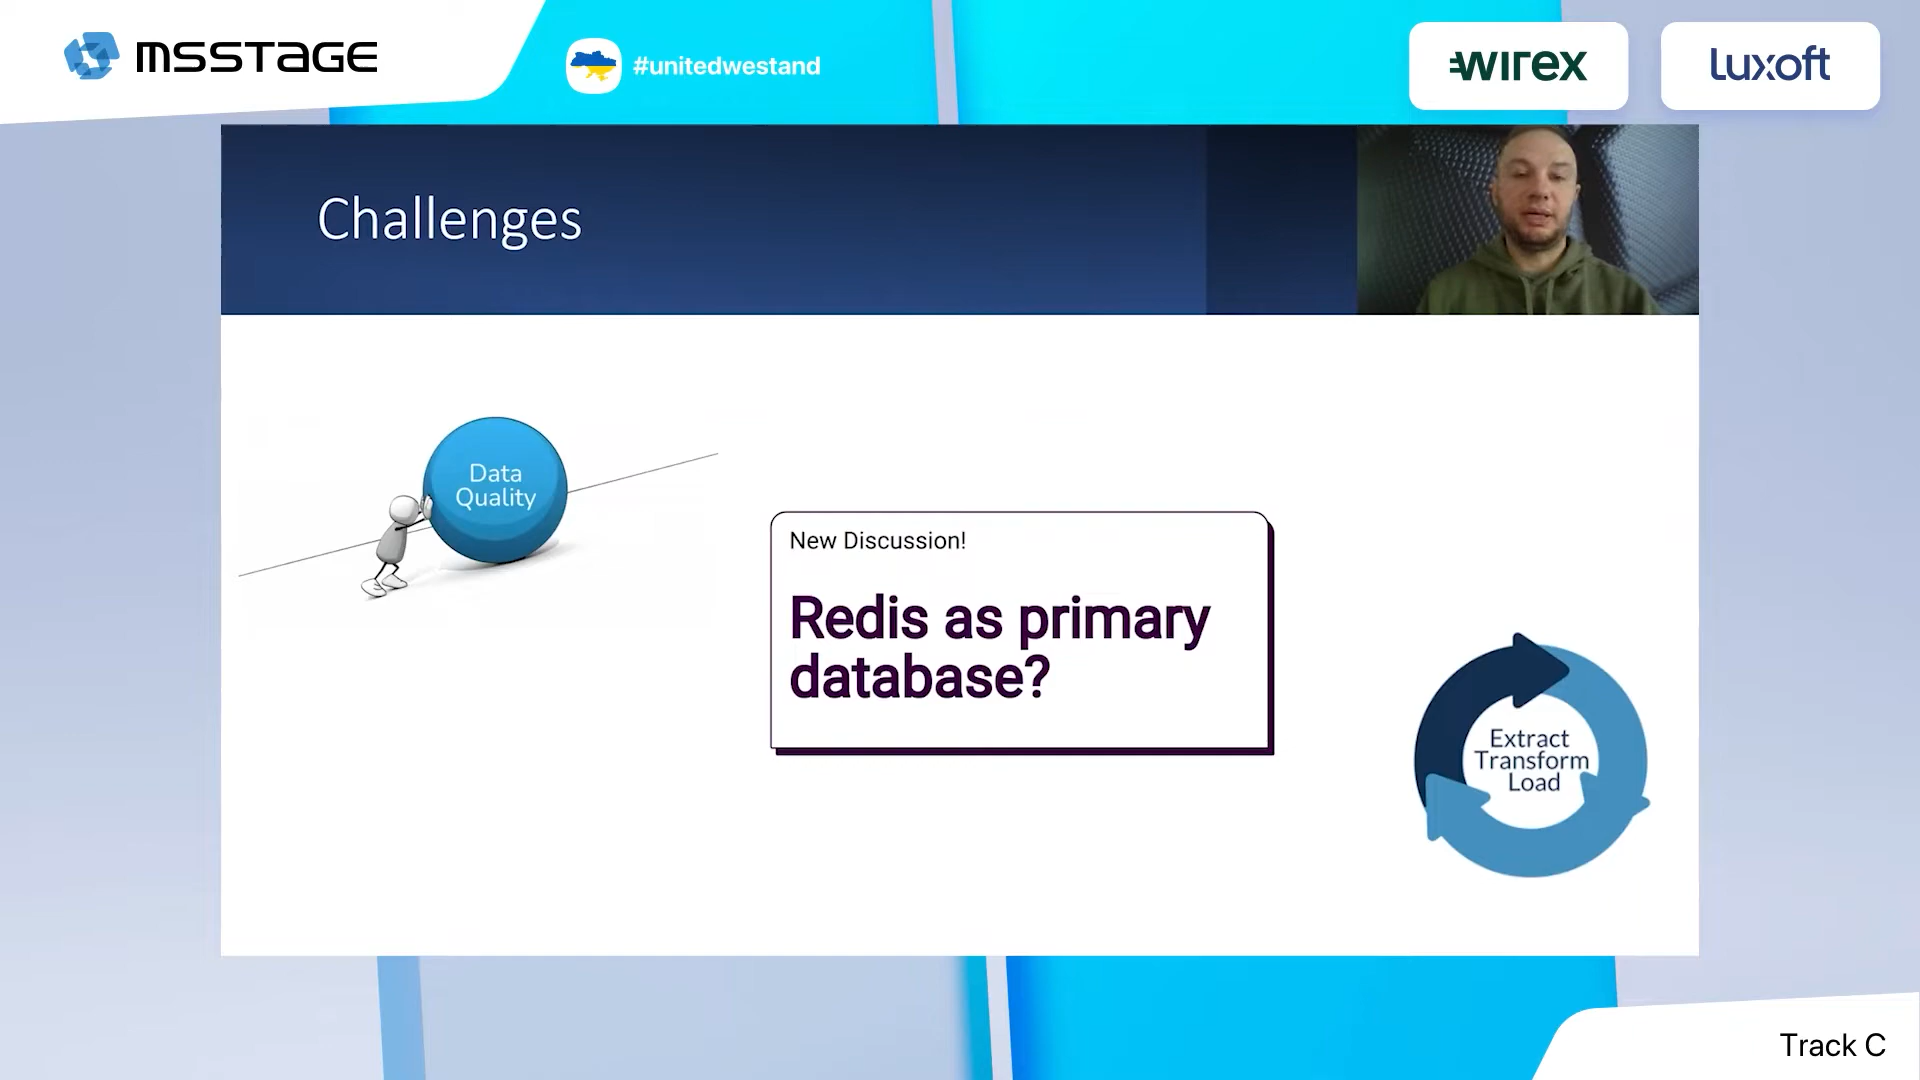 MSSTAGE
#unitedwestand
WIREX
luxoft
Challenges
Data
Quality
New Discussion!
Redis as primary
database?
Extract
Transform
Load
Track C